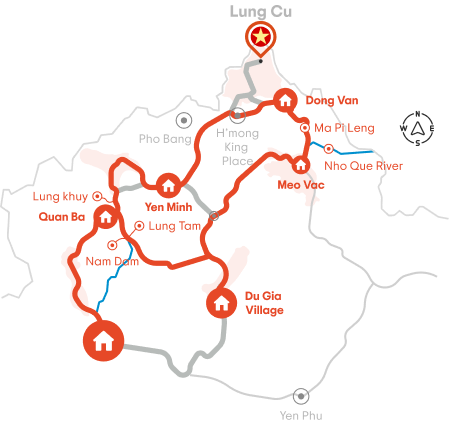 Lung Cu
Dong Van
Ma Pl Leng
Pho Bang
H'mong
King
Place
N
W
E
S
Nho Que River
Meo Vac
Lung khuy
Yen Minh
Quan Ba
Lung Tam
Nam Dam
Du Gia
Village
Yen Phu